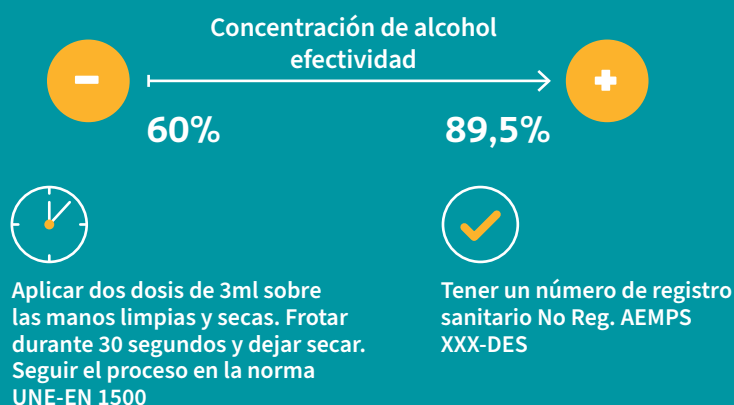 Concentración de alcohol
efectividad
60%
89,5%
Aplicar dos dosis de 3ml sobre
las manos limpias y secas. Frotar
durante 30 segundos y dejar secar.
Seguir el proceso en la norma
UNE-EN 1500
Tener un número de registro
sanitario No Reg. AEMPS
XXX-DES